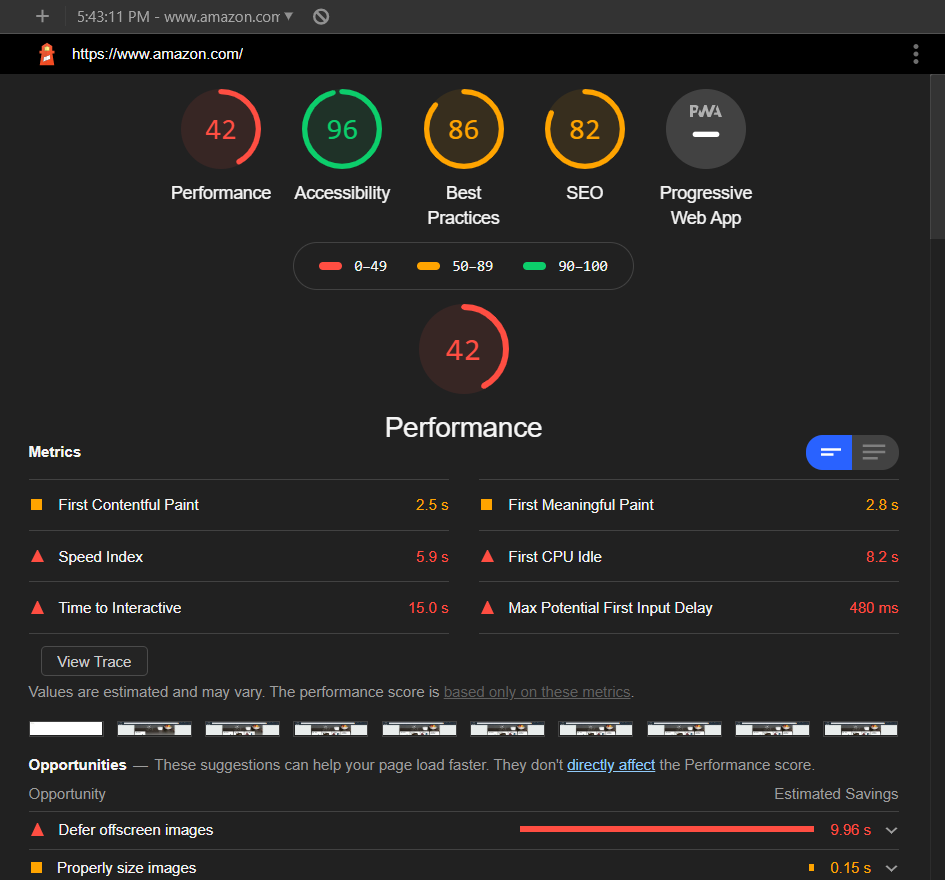 5:43:11 PM - www.amazon.con
https://www.amazon.com/
42 96 86 82 PWA
Performance Accessibility Best Practices SEO Progressive Web App
0–49 50–89 90–100
42
Performance
Metrics
First Contentful Paint 2.5 s First Meaningful Paint 2.8 s
Speed Index 5.9 s First CPU Idle 8.2 s
Time to Interactive 15.0 s Max Potential First Input Delay 480 ms
View Trace
Values are estimated and may vary. The performance score is based only on these metrics.
Opportunities — These suggestions can help your page load faster. They don't directly affect the Performance score.
Opportunity Estimated Savings
Defer offscreen images 9.96 s
Properly size images 0.15 s